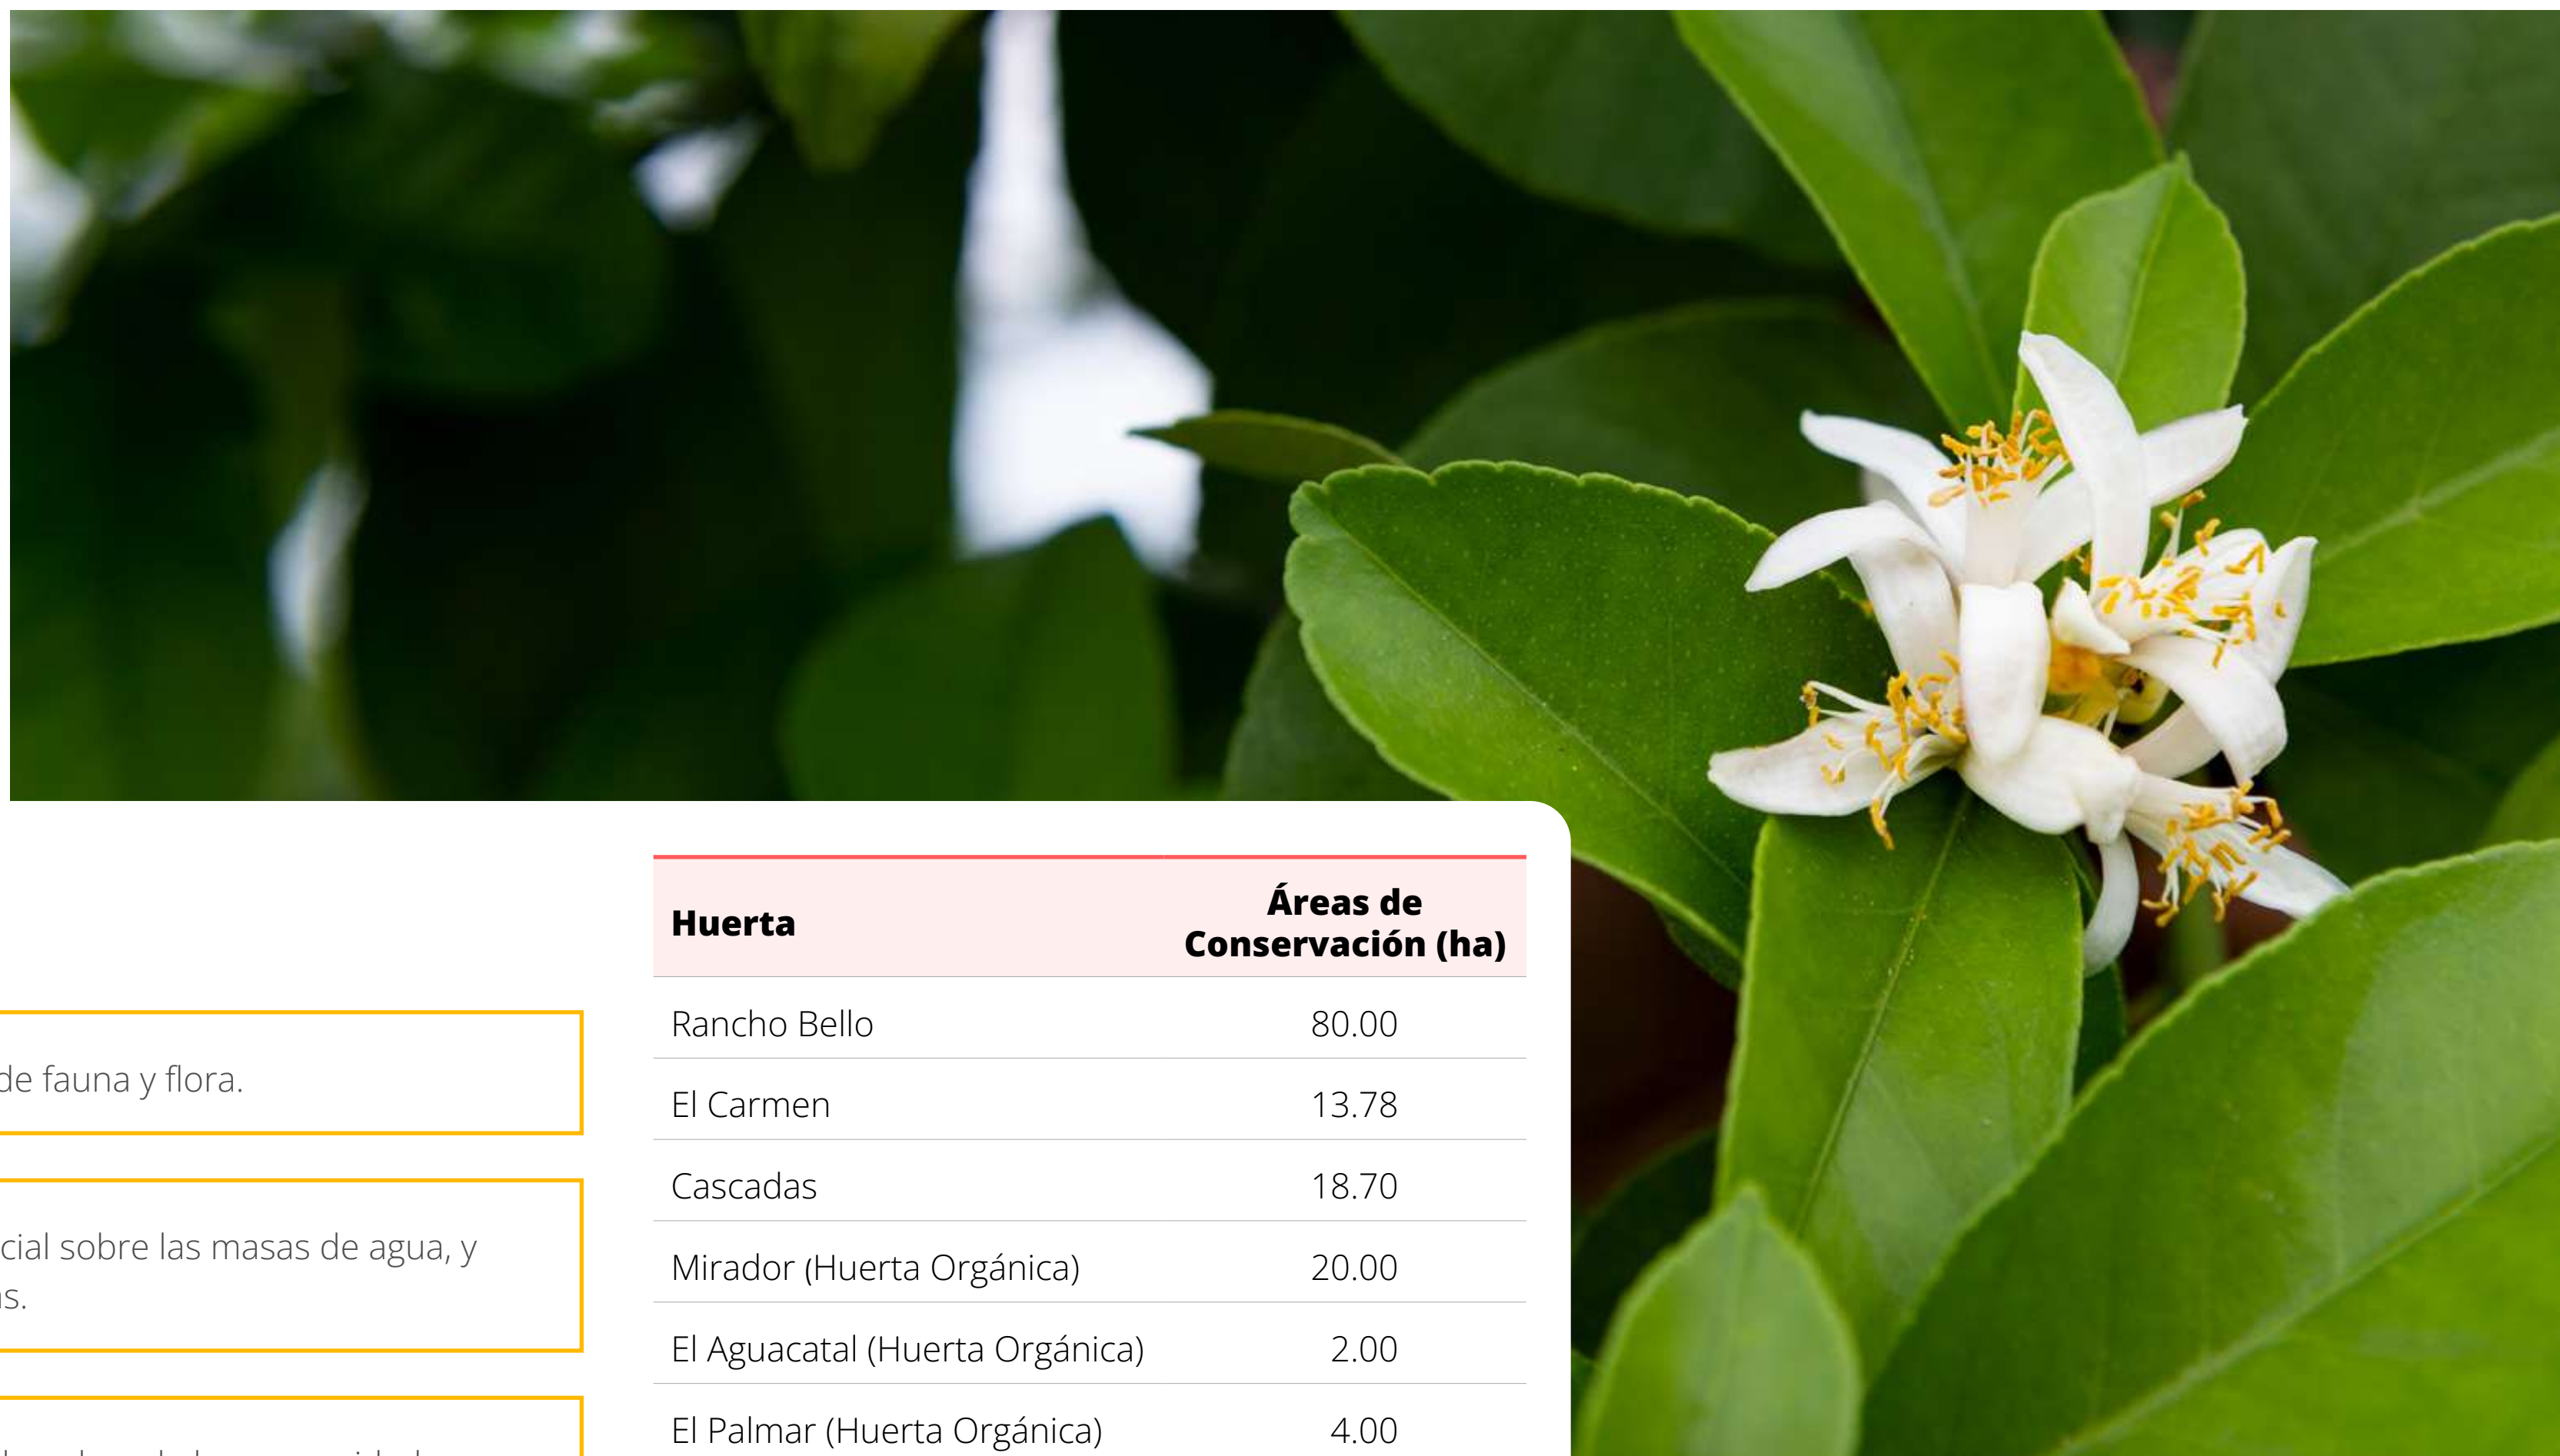 de fauna y flora.
cial sobre las masas de agua, y
s.
Huerta
Áreas de
Conservación (ha)
Rancho Bello 80.00
El Carmen 13.78
Cascadas 18.70
Mirador (Huerta Orgánica) 20.00
El Aguacatal (Huerta Orgánica) 2.00
El Palmar (Huerta Orgánica) 4.00